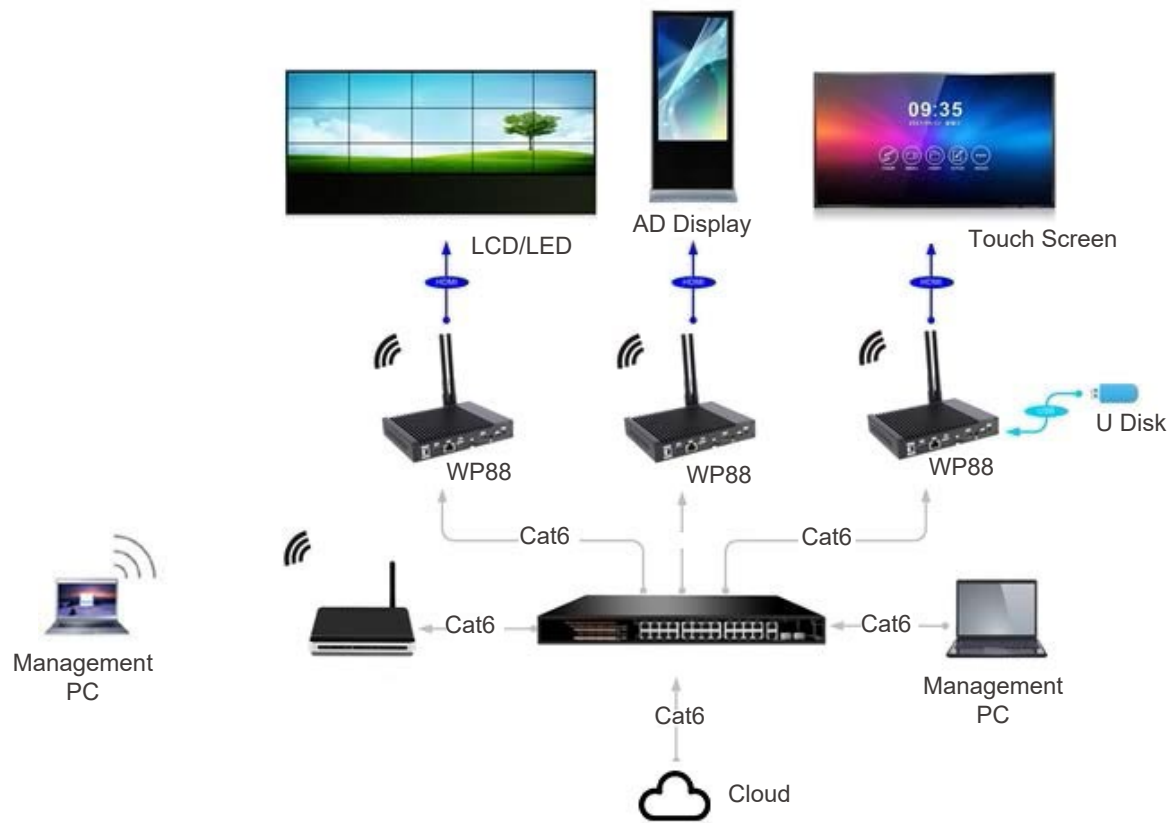 09:35
LCD/LED
AD Display
Touch Screen
HDMI
HDMI
HDMI
U Disk
WP88
WP88
WP88
Cat6
Cat6
Cat6
Cat6
Management
PC
Management
PC
Cat6
Cloud